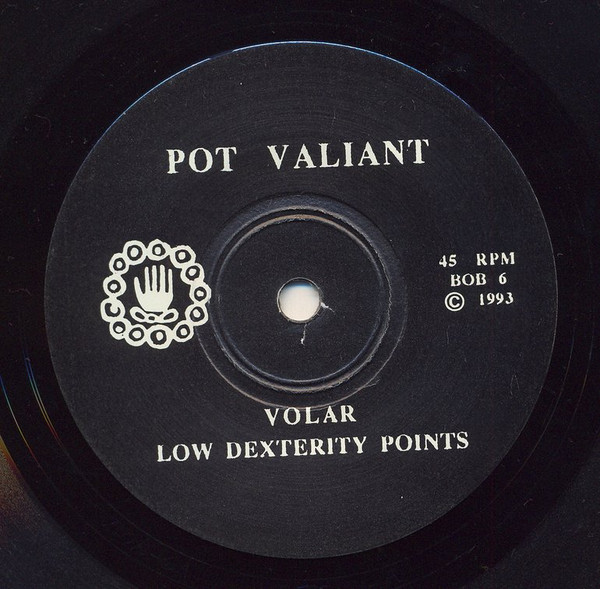 POT VALIANT
45 RPM
BOB 6
© 1993
VOLAR
LOW DEXTERITY POINTS